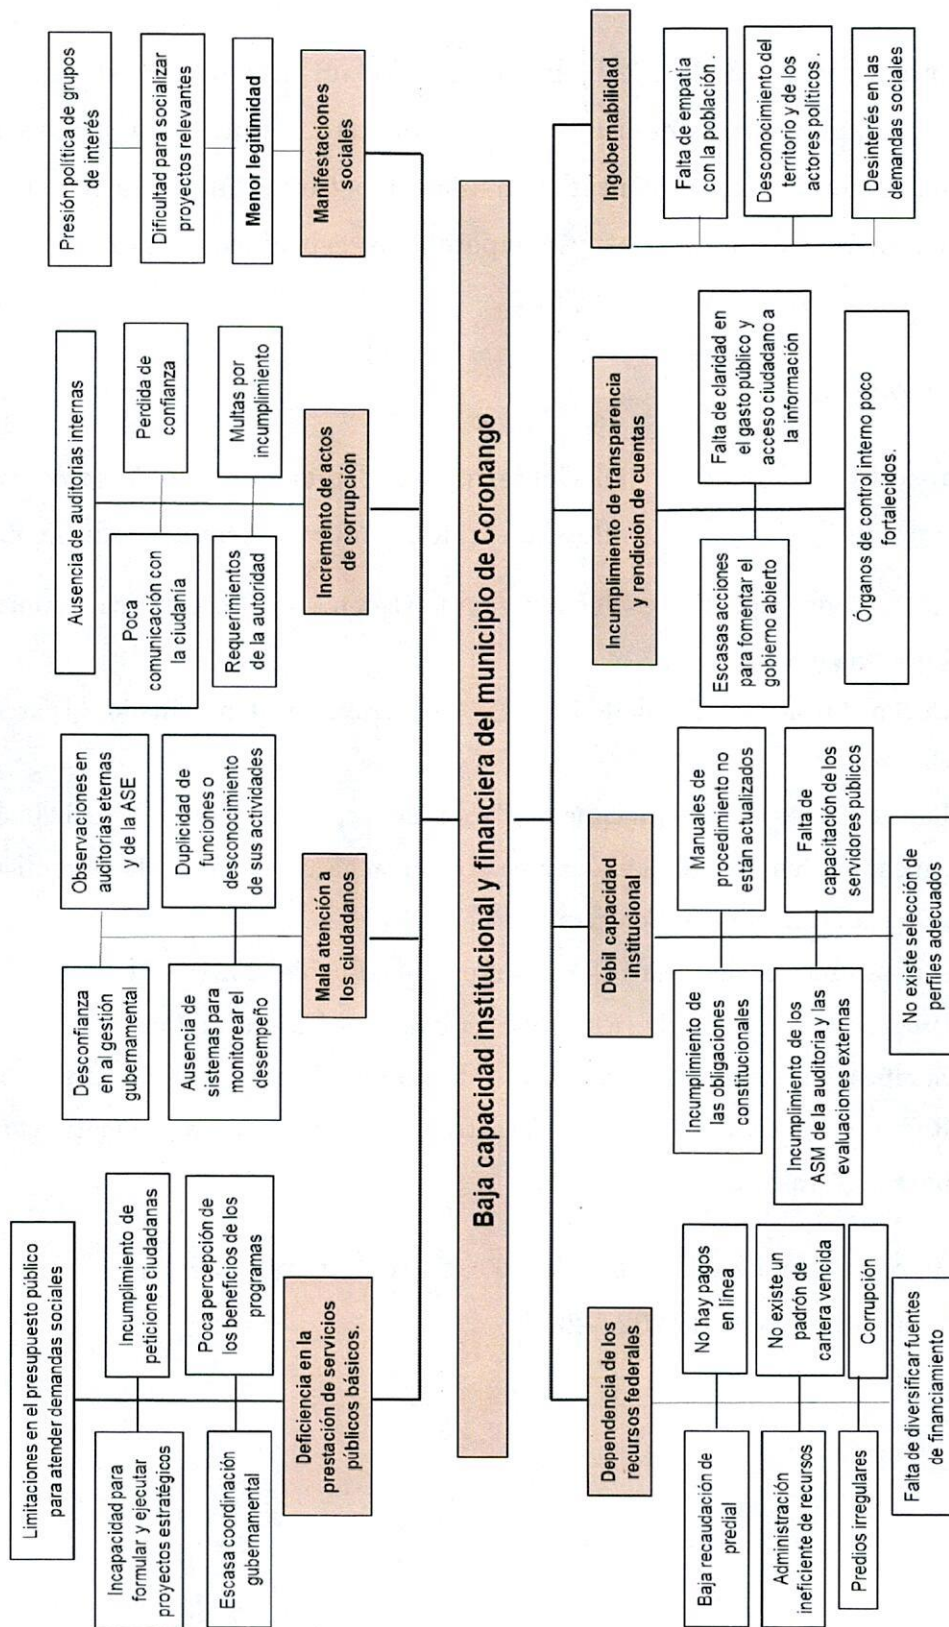 Limitaciones en el presupuesto público
para atender demandas sociales
Incapacidad para
formular y ejecutar
proyectos estratégicos
Incumplimiento de
peticiones ciudadanas
Escasa coordinación
gubernamental
Poca percepción de
los beneficios de los
programas
Deficiencia en la
prestación de servicios
públicos básicos.
Desconfianza
en al gestión
gubernamental
Observaciones en
auditorias eternas
y de la ASE
Ausencia de
sistemas para
monitorear el
desempeño
Duplicidad de
funciones o
desconocimiento
de sus actividades
Mala atención a
los ciudadanos
Ausencia de auditorias internas
Poca
comunicación con
la ciudanía
Perdida de
confianza
Requerimientos
de la autoridad
Multas por
incumplimiento
Incremento de actos
de corrupción
Presión política de grupos
de interés
Dificultad para socializar
proyectos relevantes
Menor legitimidad
Manifestaciones
sociales
Baja capacidad institucional y financiera del municipio de Coronango
Dependencia de los
recursos federales
Baja recaudación de
predial
No hay pagos
en línea
Administración
ineficiente de recursos
No existe un
padrón de
cartera vencida
Predios irregulares
Corrupción
Falta de diversificar fuentes
de financiamiento
Débil capacidad
institucional
Incumplimiento de
las obligaciones
constitucionales
Manuales de
procedimiento no
están actualizados
Incumplimiento de los
ASM de la auditoria y las
evaluaciones externas
Falta de
capacitación de los
servidores públicos
No existe selección de
perfiles adecuados
Incumplimiento de transparencia
y rendición de cuentas
Escasas acciones
para fomentar el
gobierno abierto
Falta de claridad en
el gasto público y
acceso ciudadano a
la información
Órganos de control interno poco
fortalecidos.
Ingobernabilidad
Falta de empatía
con la población.
Desconocimiento del
territorio y de los
actores políticos.
Desinterés en las
demandas sociales